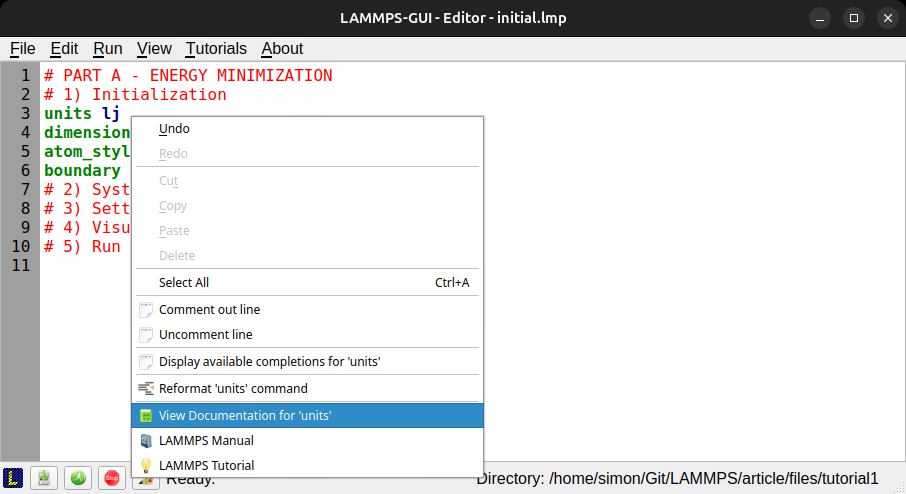 LAMMPS-GUI - Editor - initial.lmp
File Edit Run View Tutorials About
1 # PART A - ENERGY MINIMIZATION
2 # 1) Initialization
3 units lj
4 dimension
5 atom_styl
6 boundary
7 # 2) Syst
8 # 3) Sett
9 # 4) Visu
10 # 5) Run
11
Undo
Redo
Cut
Copy
Paste
Delete
Select All Ctrl+A
Comment out line
Uncomment line
Display available completions for 'units'
Reformat 'units' command
View Documentation for 'units'
LAMMPS Manual
LAMMPS Tutorial
L STOP Ready. Directory: /home/simon/Git/LAMMPS/article/files/tutorial1